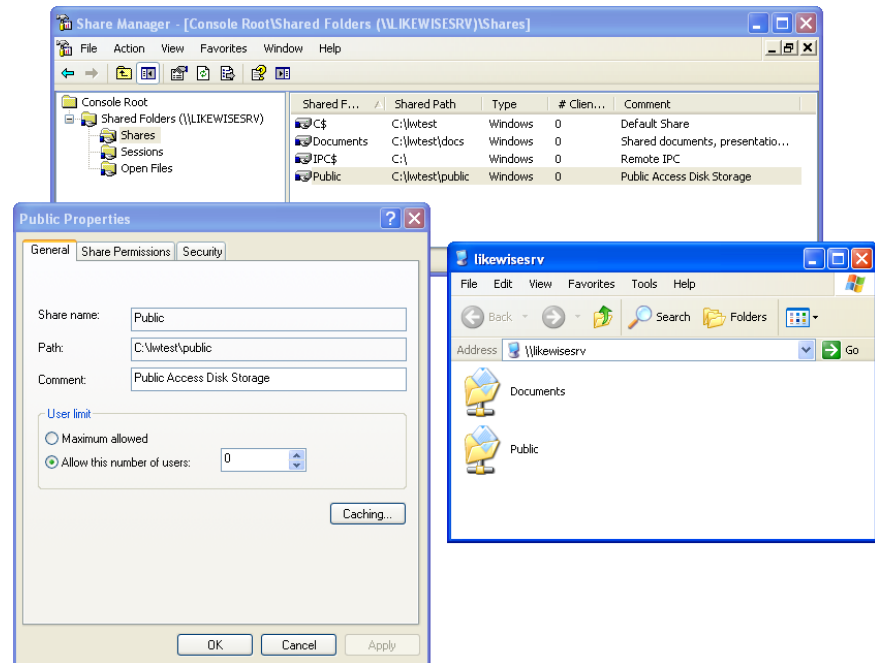 Share Manager - [Console Root\Shared Folders (\\LIKEWISESRV)\Shares]
File Action View Favorites Window Help
Console Root
Shared Folders (\\LIKEWISESRV)
Shares
Sessions
Open Files
Shared F... Shared Path Type # Clien... Comment
C$ C:\lwtest Windows 0 Default Share
Documents C:\lwtest\docs Windows 0 Shared documents, presentatio...
IPC$ C:\ Windows 0 Remote IPC
Public C:\lwtest\public Windows 0 Public Access Disk Storage
Public Properties
General Share Permissions Security
Share name: Public
Path: C:\lwtest\public
Comment: Public Access Disk Storage
User limit
Maximum allowed
Allow this number of users: 0
Caching...
OK Cancel Apply
likewisesrv
File Edit View Favorites Tools Help
Back Search Folders
Address \\likewisesrv Go
Documents
Public